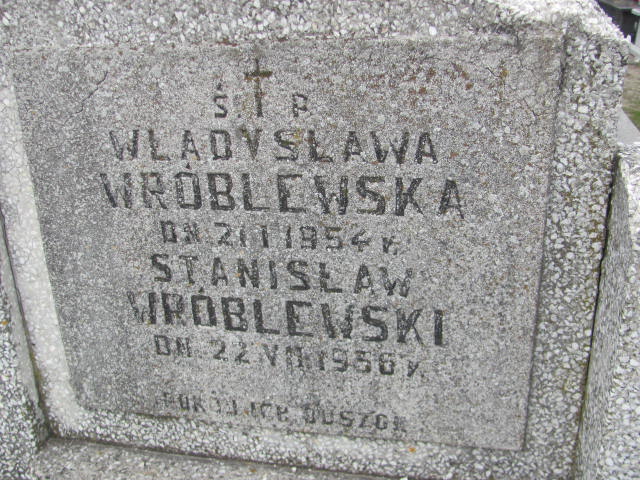 Ś. P.
WŁADYSŁAWA
WRÓBLEWSKA
DN. 21 I 1954 r.
STANISŁAW
WRÓBLEWSKI
DN. 22 VII 1956 r.
POKÓJ ICH DUSZOM